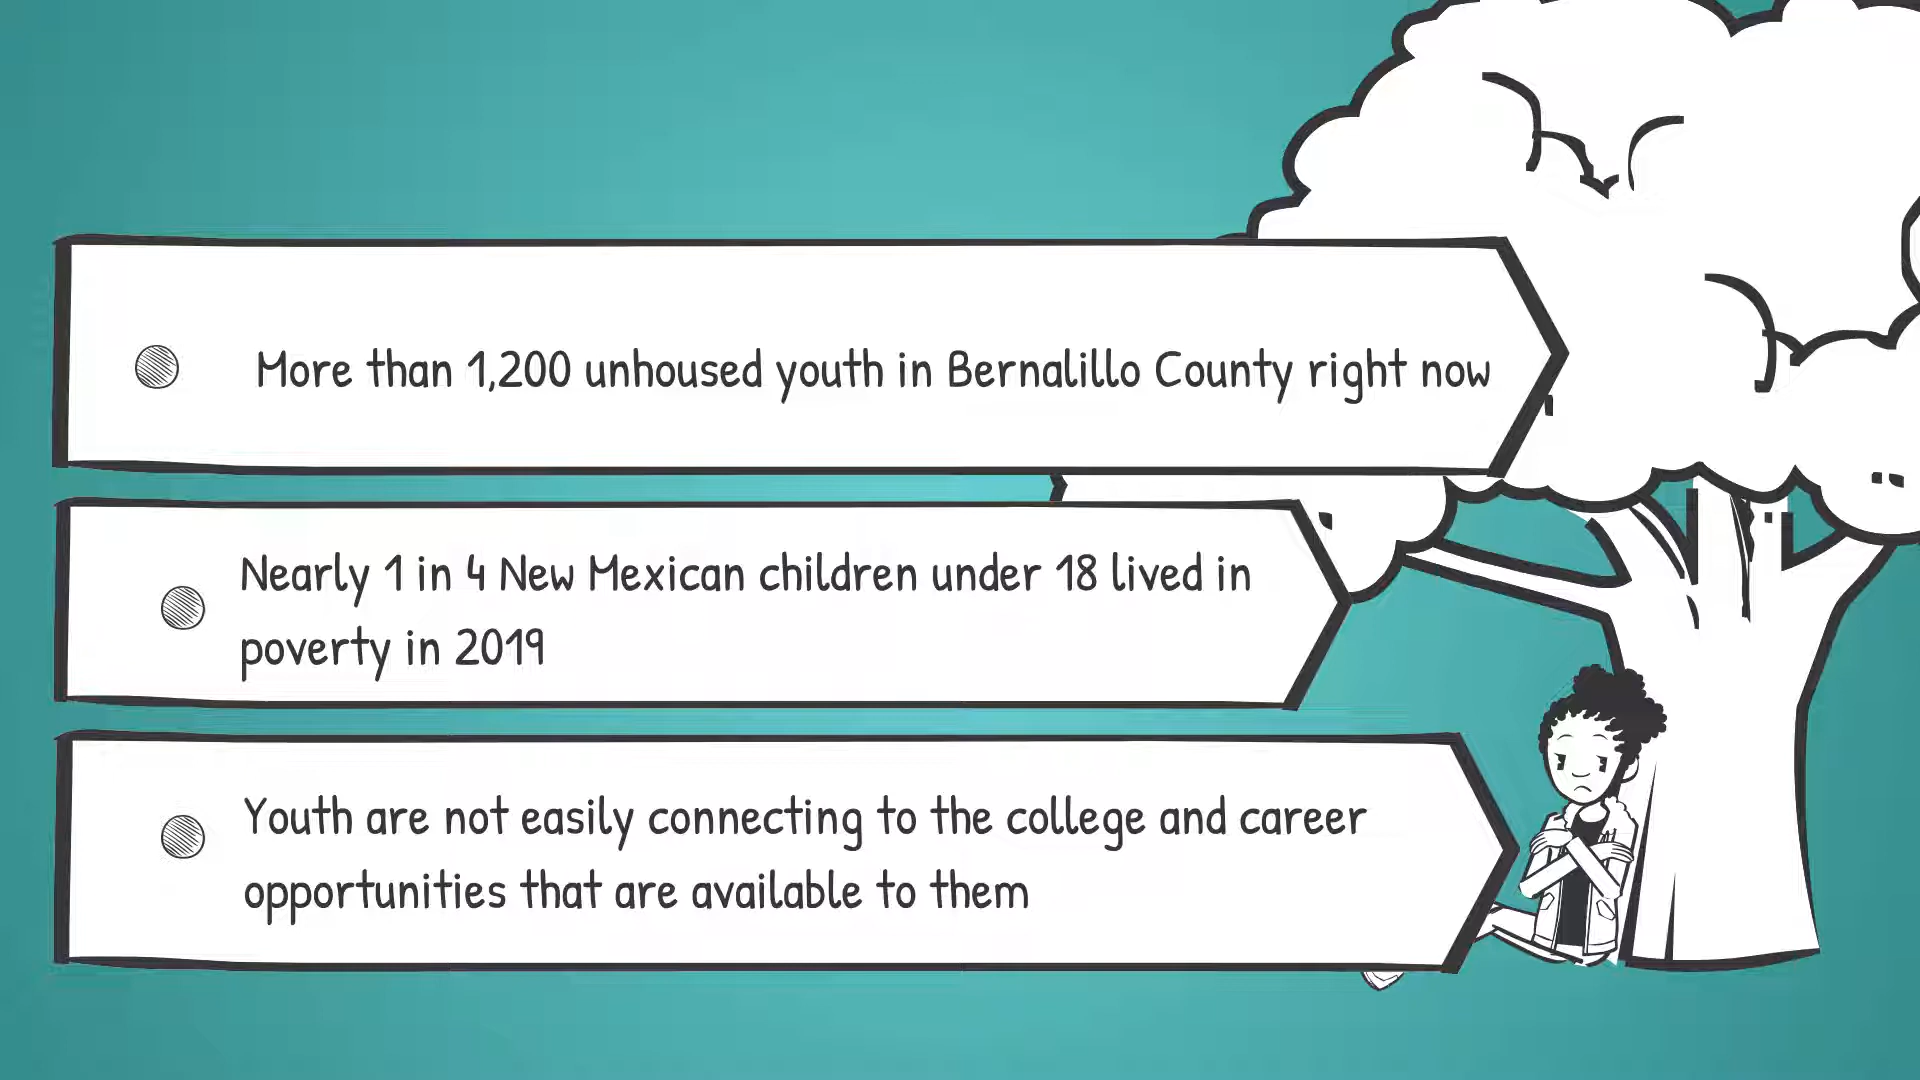 More than 1,200 unhoused youth in Bernalillo County right now
Nearly 1 in 4 New Mexican children under 18 lived in
poverty in 2019
Youth are not easily connecting to the college and career
opportunities that are available to them